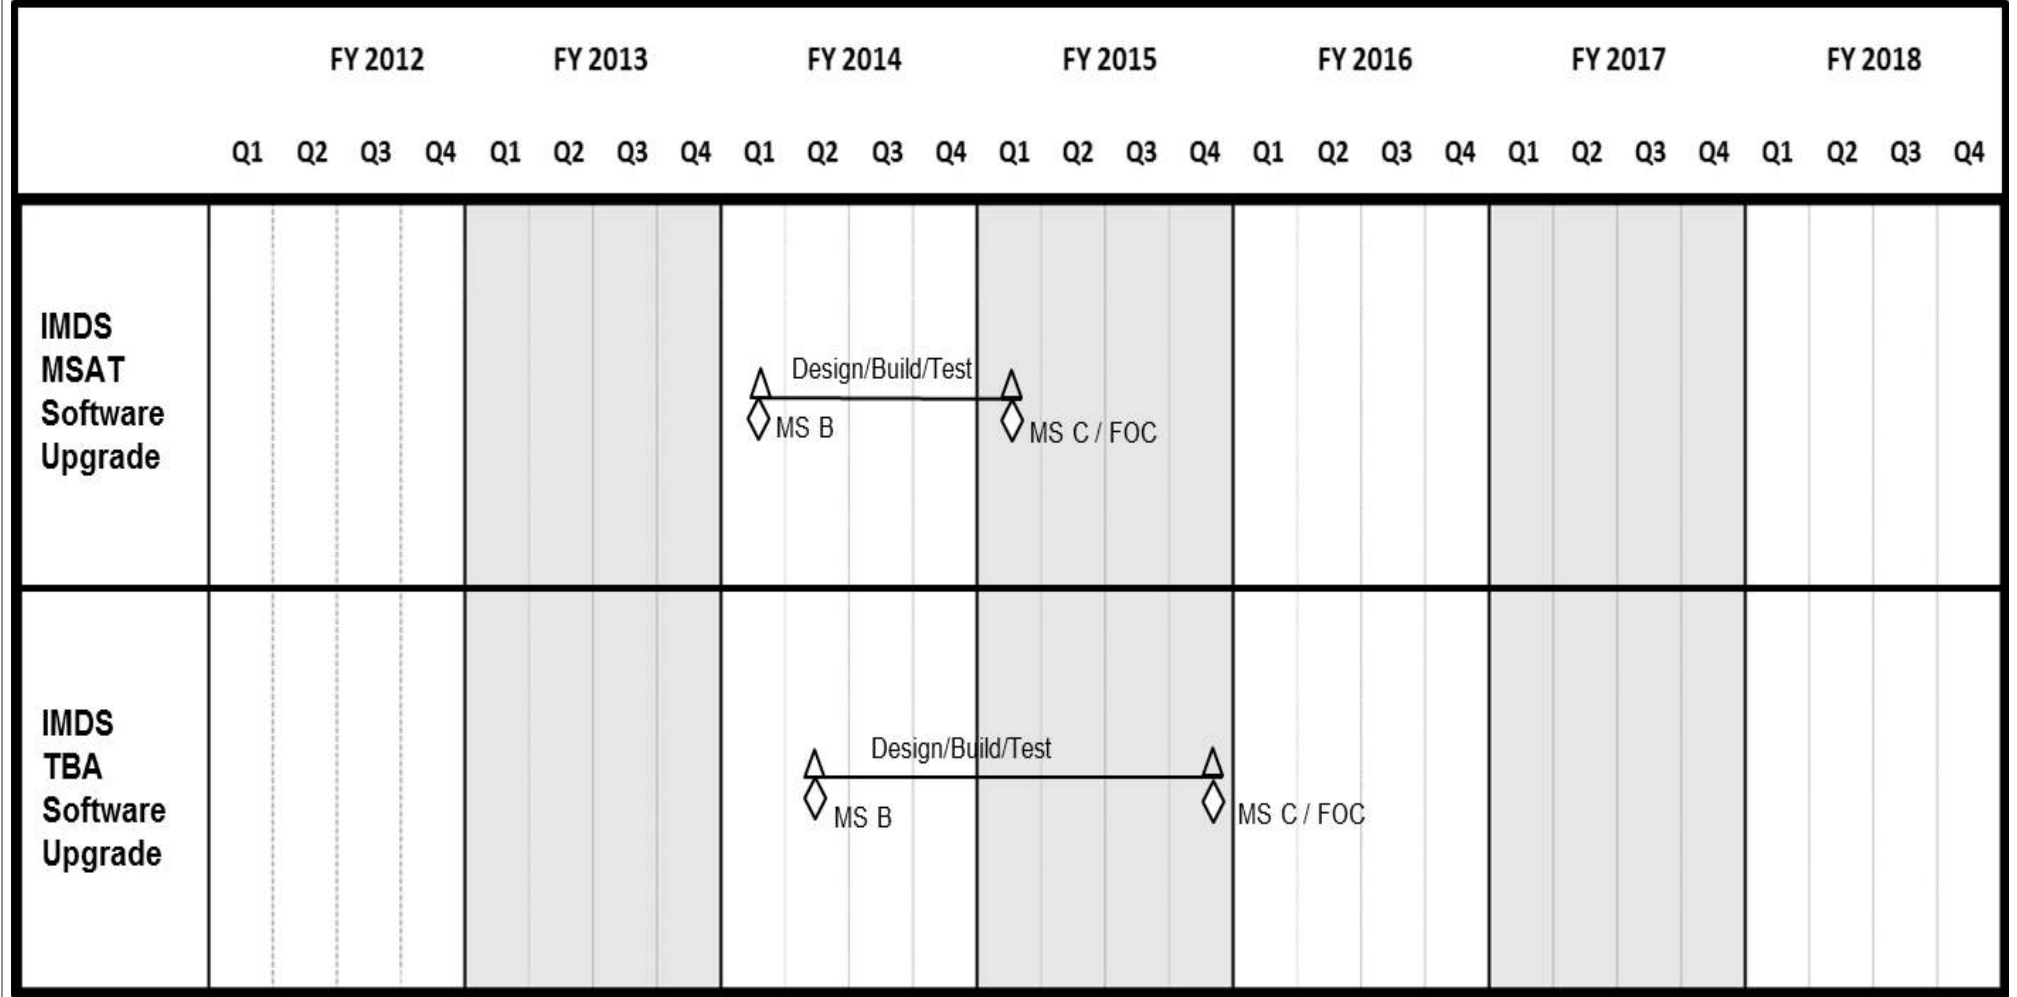 FY 2012 FY 2013 FY 2014 FY 2015 FY 2016 FY 2017 FY 2018
Q1 Q2 Q3 Q4 Q1 Q2 Q3 Q4 Q1 Q2 Q3 Q4 Q1 Q2 Q3 Q4 Q1 Q2 Q3 Q4 Q1 Q2 Q3 Q4 Q1 Q2 Q3 Q4
IMDS
MSAT
Software
Upgrade
Design/Build/Test
MS B
MS C / FOC
IMDS
TBA
Software
Upgrade
Design/Build/Test
MS B
MS C / FOC